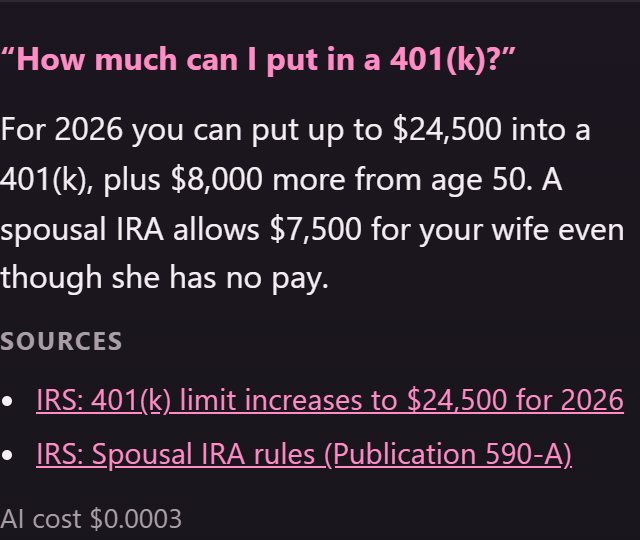 “How much can I put in a 401(k)?”
For 2026 you can put up to $24,500 into a
401(k), plus $8,000 more from age 50. A
spousal IRA allows $7,500 for your wife even
though she has no pay.
SOURCES
• IRS: 401(k) limit increases to $24,500 for 2026
• IRS: Spousal IRA rules (Publication 590-A)
AI cost $0.0003